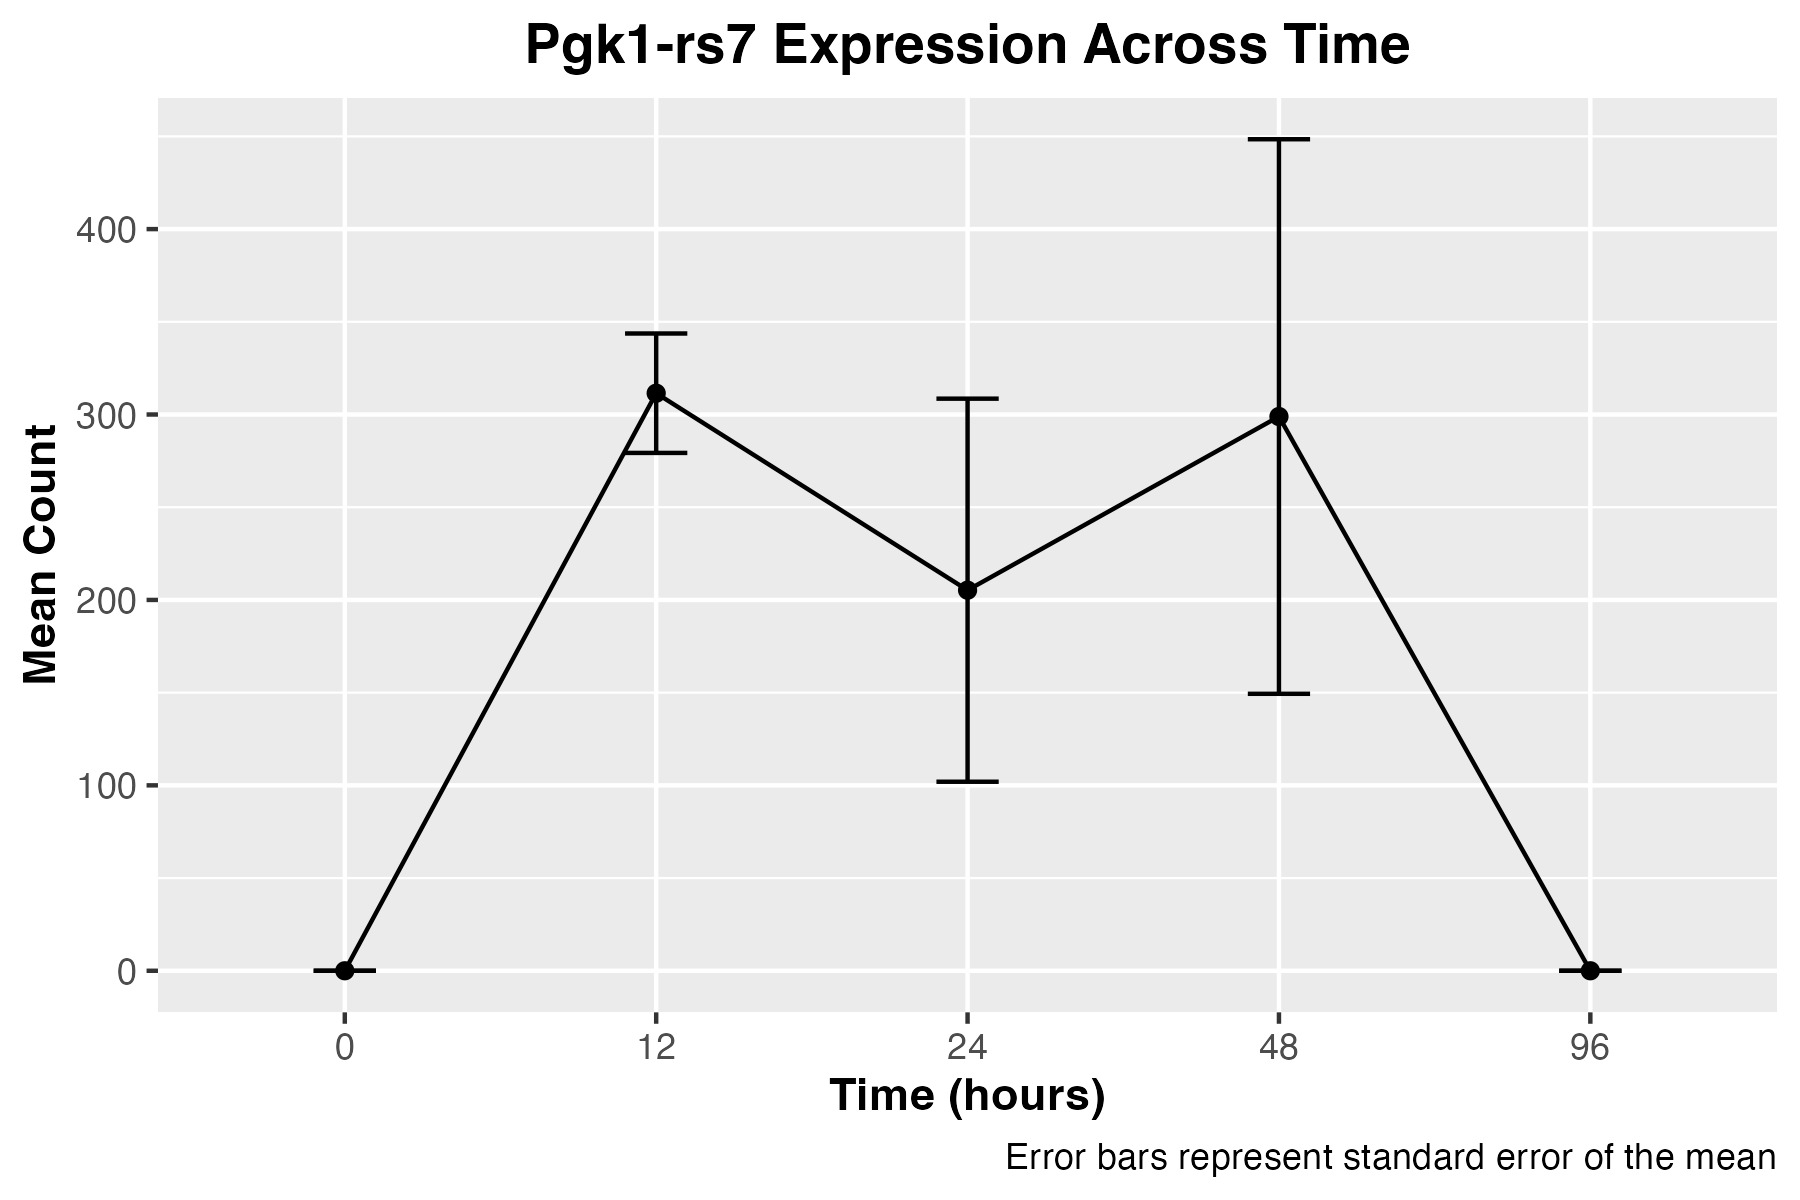 Pgk1-rs7 Expression Across Time
Mean Count
400
300
200
100
0
0 12 24 48 96
Time (hours)
Error bars represent standard error of the mean